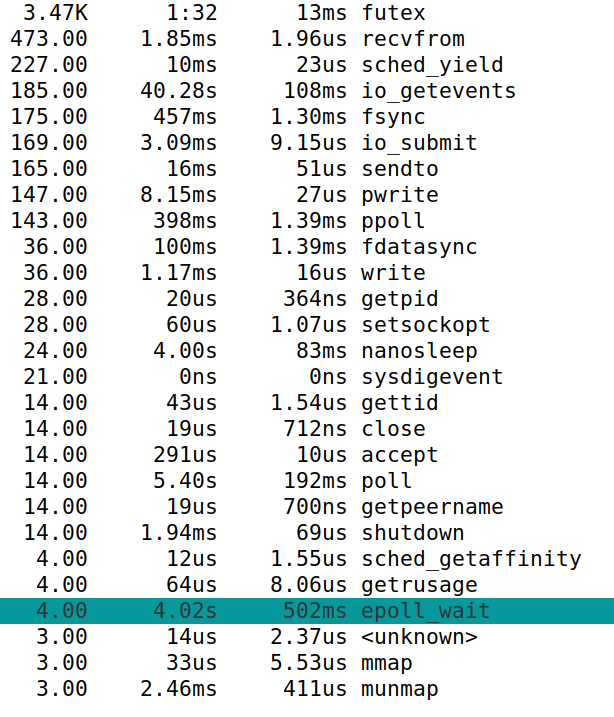 3.47K 1:32 13ms futex
473.00 1.85ms 1.96us recvfrom
227.00 10ms 23us sched_yield
185.00 40.28s 108ms io_getevents
175.00 457ms 1.30ms fsync
169.00 3.09ms 9.15us io_submit
165.00 16ms 51us sendto
147.00 8.15ms 27us pwrite
143.00 398ms 1.39ms ppoll
36.00 100ms 1.39ms fdatasync
36.00 1.17ms 16us write
28.00 20us 364ns getpid
28.00 60us 1.07us setsockopt
24.00 4.00s 83ms nanosleep
21.00 0ns 0ns sysdigevent
14.00 43us 1.54us gettid
14.00 19us 712ns close
14.00 291us 10us accept
14.00 5.40s 192ms poll
14.00 19us 700ns getpeername
14.00 1.94ms 69us shutdown
4.00 12us 1.55us sched_getaffinity
4.00 64us 8.06us getrusage
4.00 4.02s 502ms epoll_wait
3.00 14us 2.37us <unknown>
3.00 33us 5.53us mmap
3.00 2.46ms 411us munmap